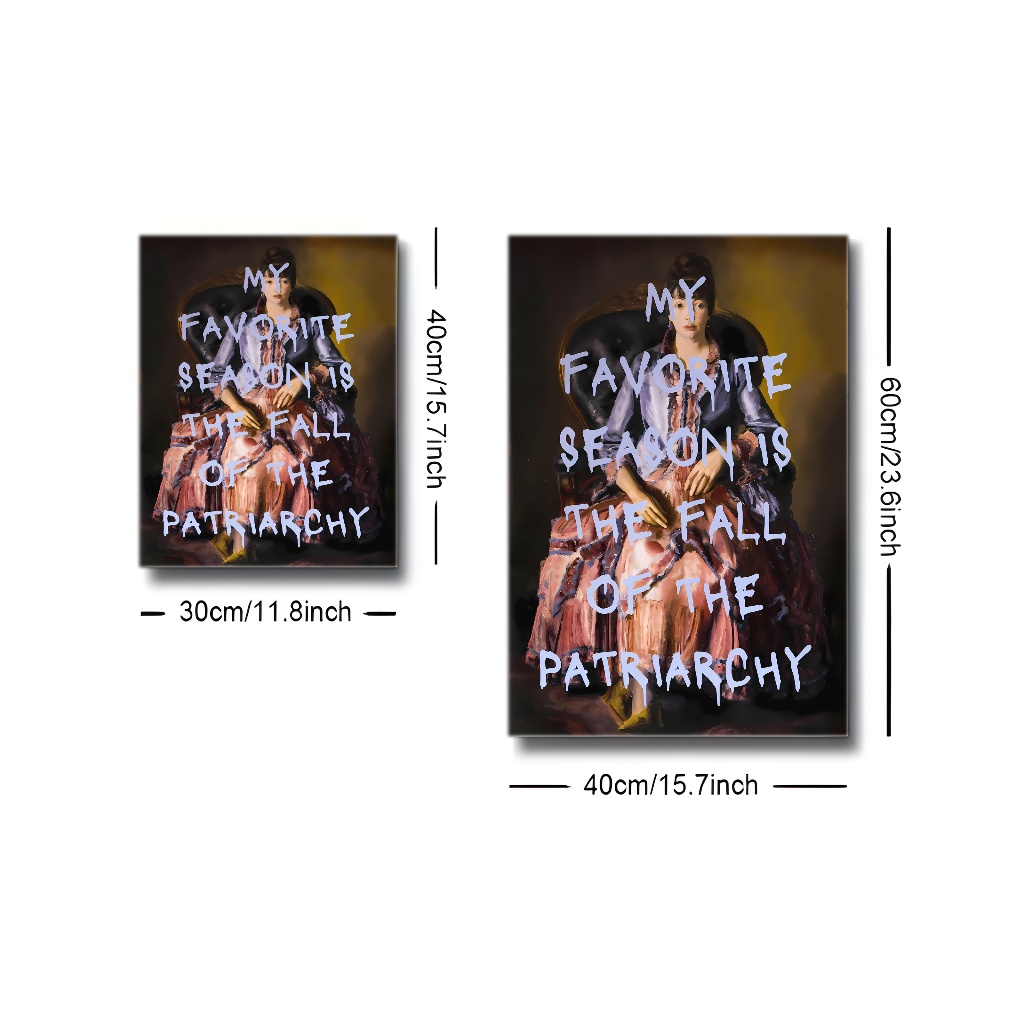 MY
FAVORITE
SEASON IS
THE FALL
OF THE
PATRIARCHY
40cm/15.7inch
30cm/11.8inch
MY
FAVORITE
SEASON IS
THE FALL
OF THE
PATRIARCHY
60cm/23.6inch
40cm/15.7inch